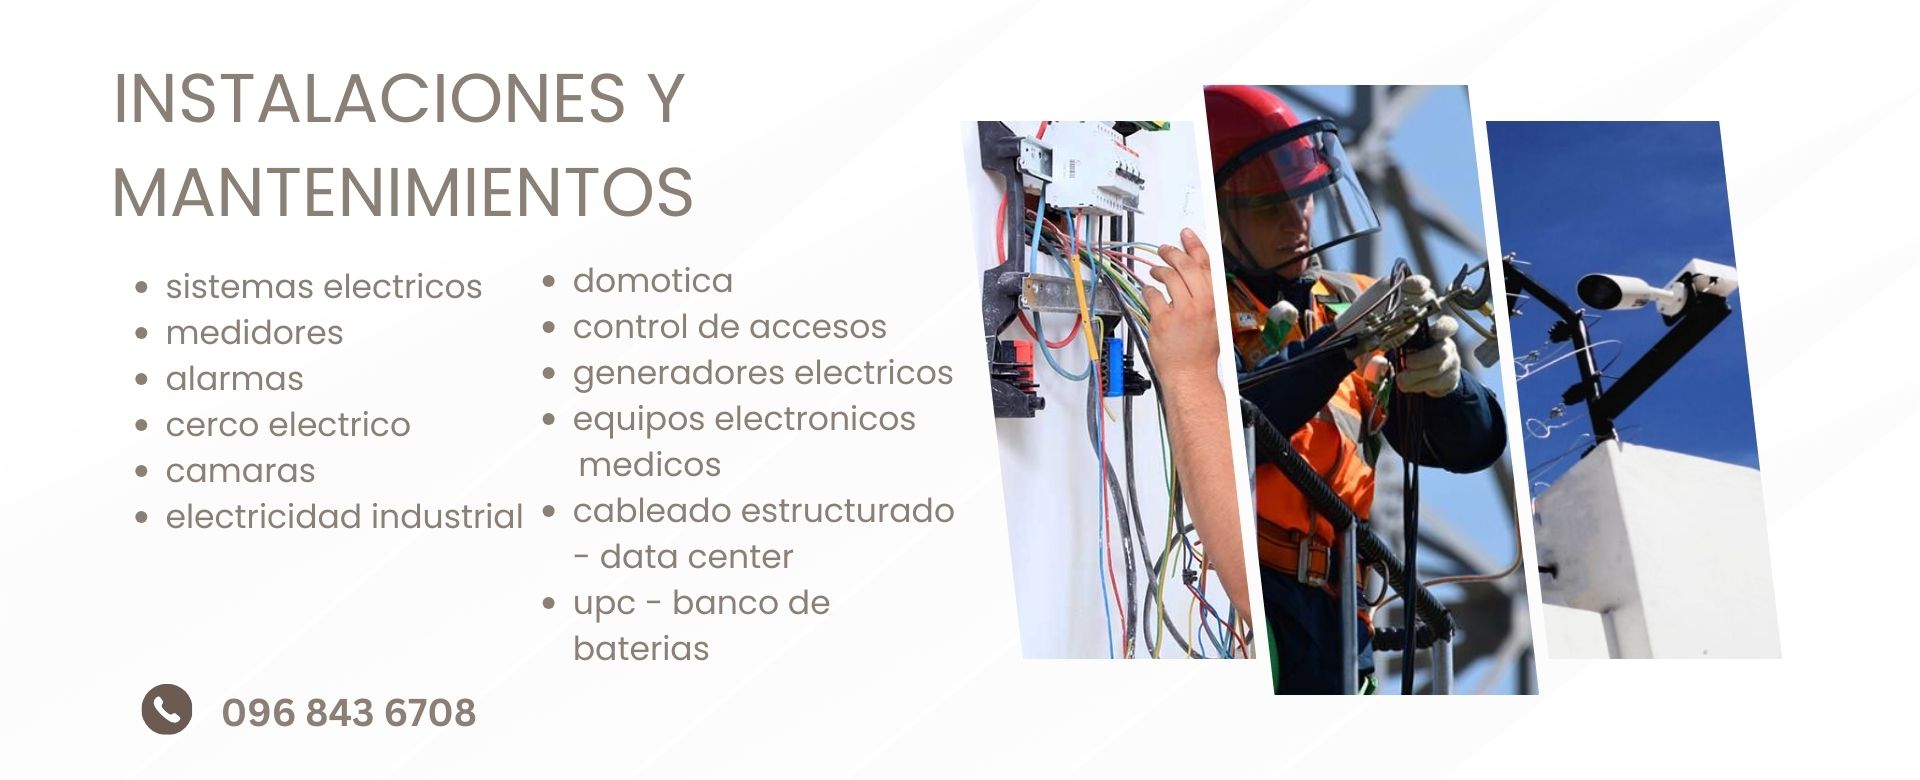 INSTALACIONES Y
MANTENIMIENTOS
sistemas electricos
medidores
alarmas
cerco electrico
camaras
electricidad industrial
domotica
control de accesos
generadores electricos
equipos electronicos
medicos
cableado estructurado
- data center
upc - banco de
baterias
096 843 6708